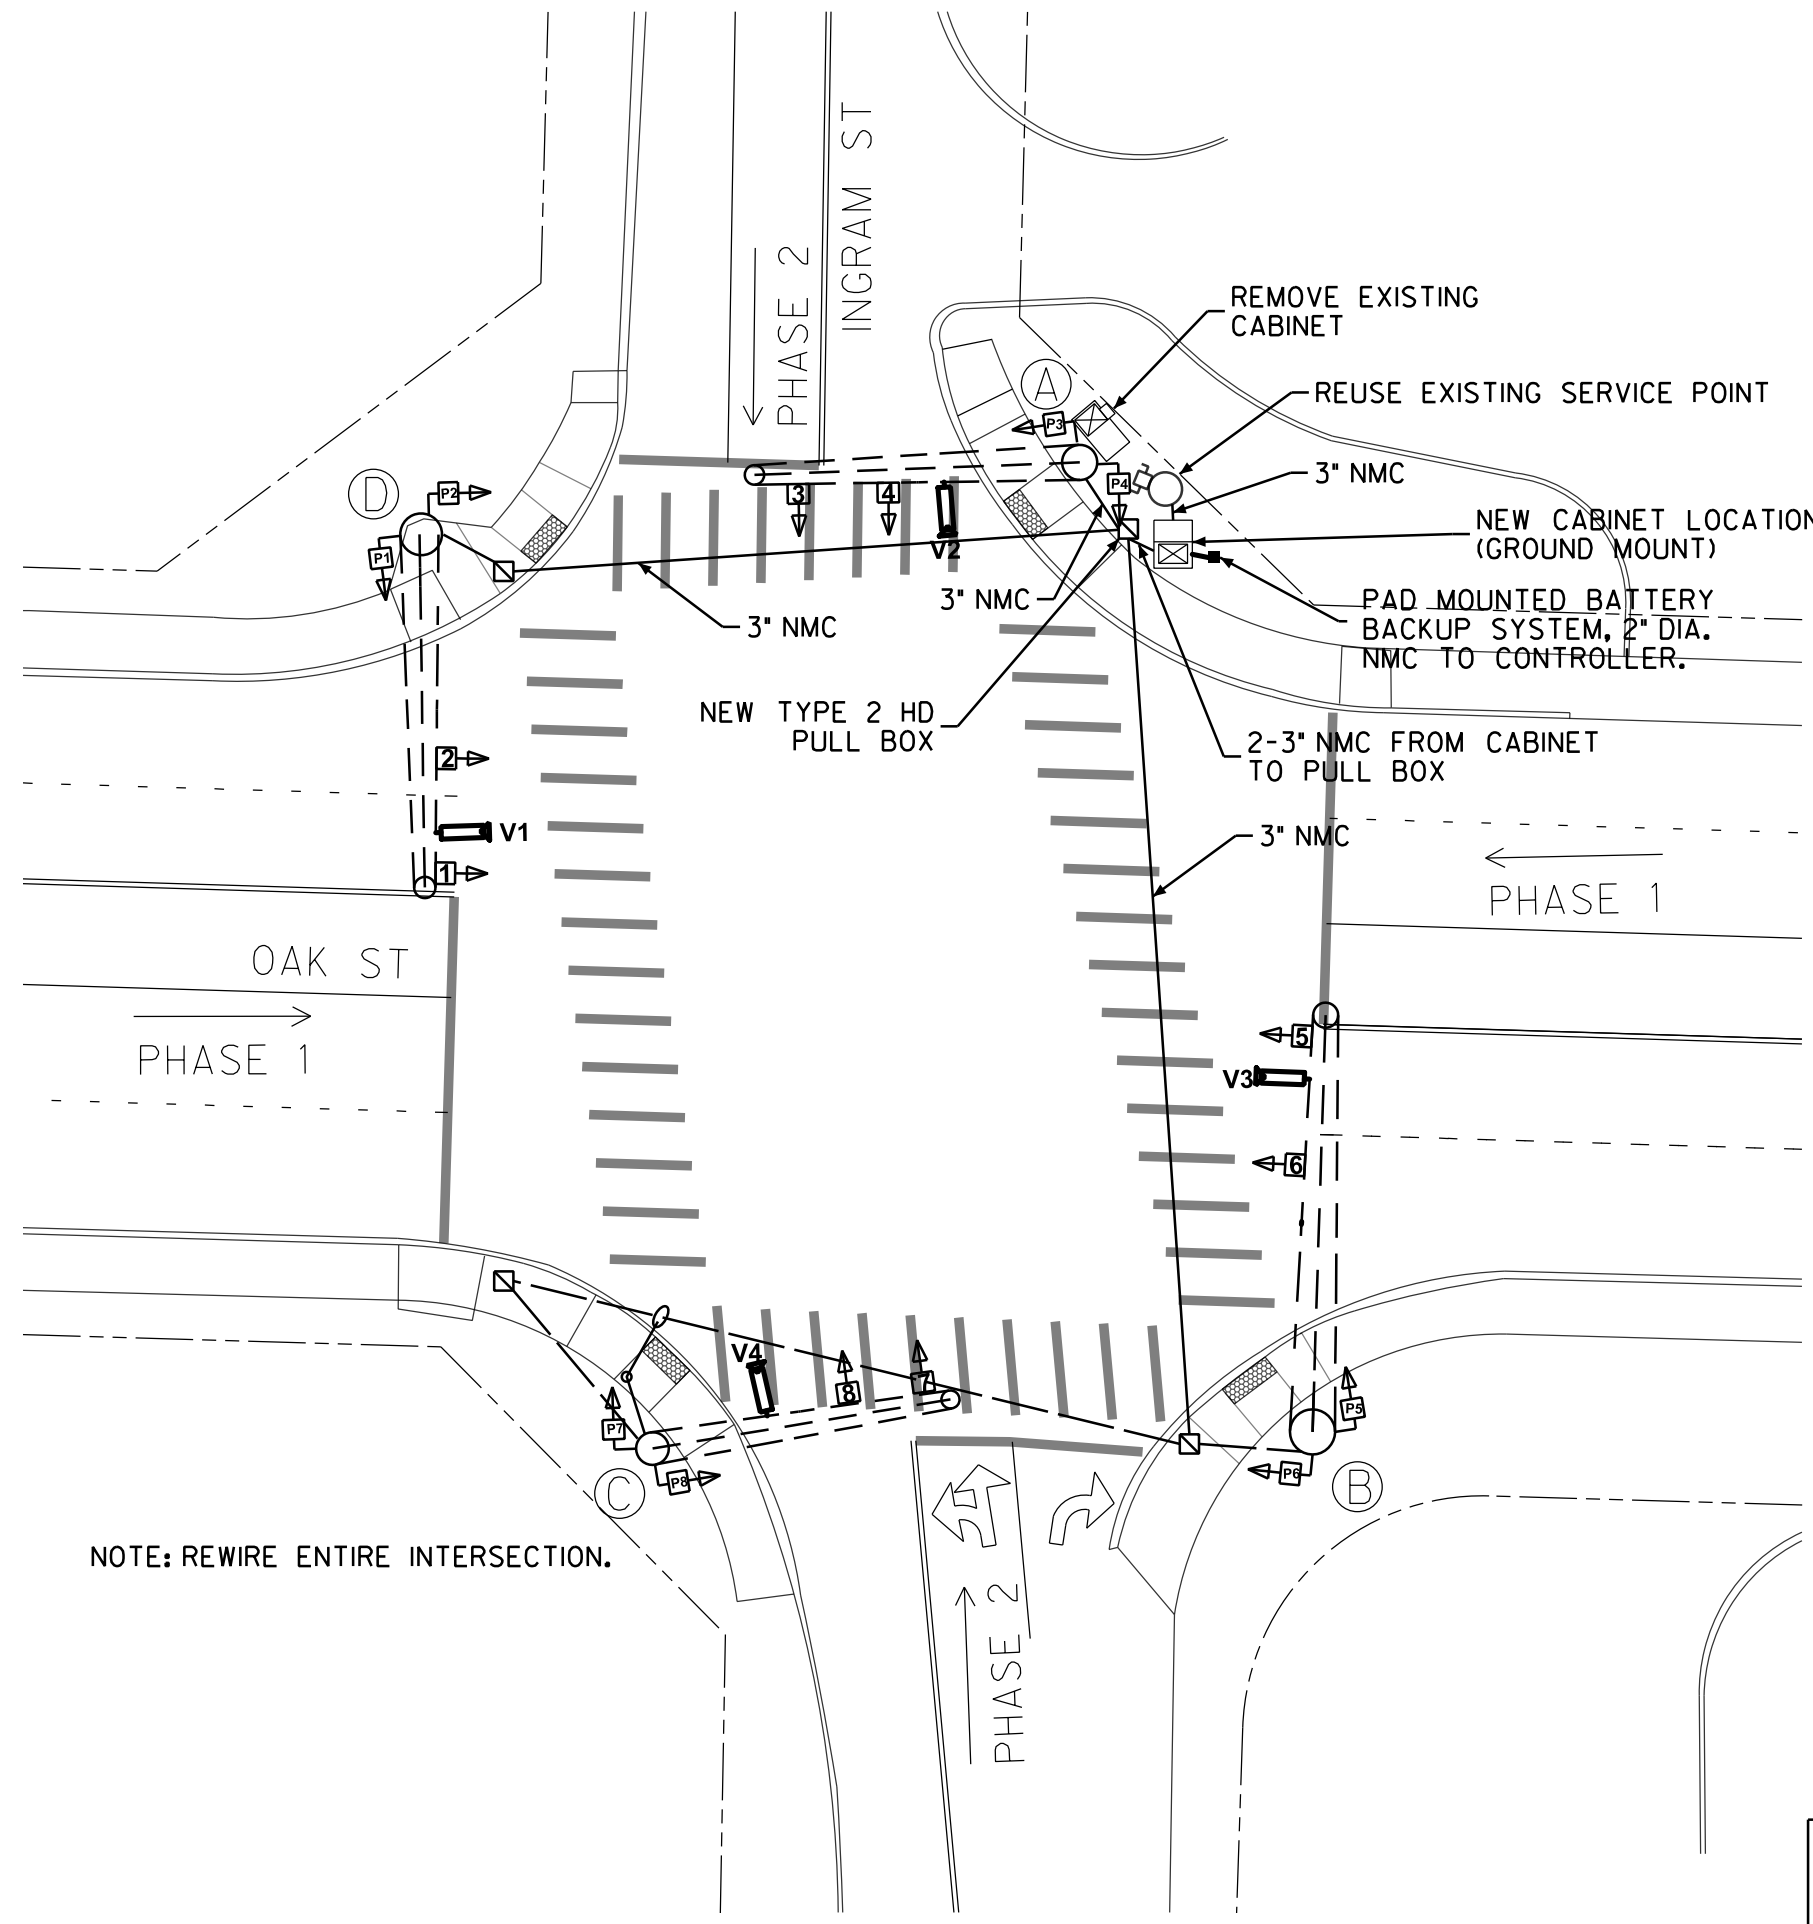 INGRAM ST
PHASE 2
REMOVE EXISTING
CABINET
A
REUSE EXISTING SERVICE POINT
P3
3" NMC
P4
D
P2
3
4
NEW CABINET LOCATION
(GROUND MOUNT)
V2
P1
3" NMC
3" NMC
PAD MOUNTED BATTERY
BACKUP SYSTEM, 2" DIA.
NMC TO CONTROLLER.
NEW TYPE 2 HD
PULL BOX
2-3" NMC FROM CABINET
TO PULL BOX
2
V1
1
3" NMC
PHASE 1
OAK ST
PHASE 1
5
V3
6
V4
8
7
P7
P5
P8
P6
C
B
NOTE: REWIRE ENTIRE INTERSECTION.
PHASE 2